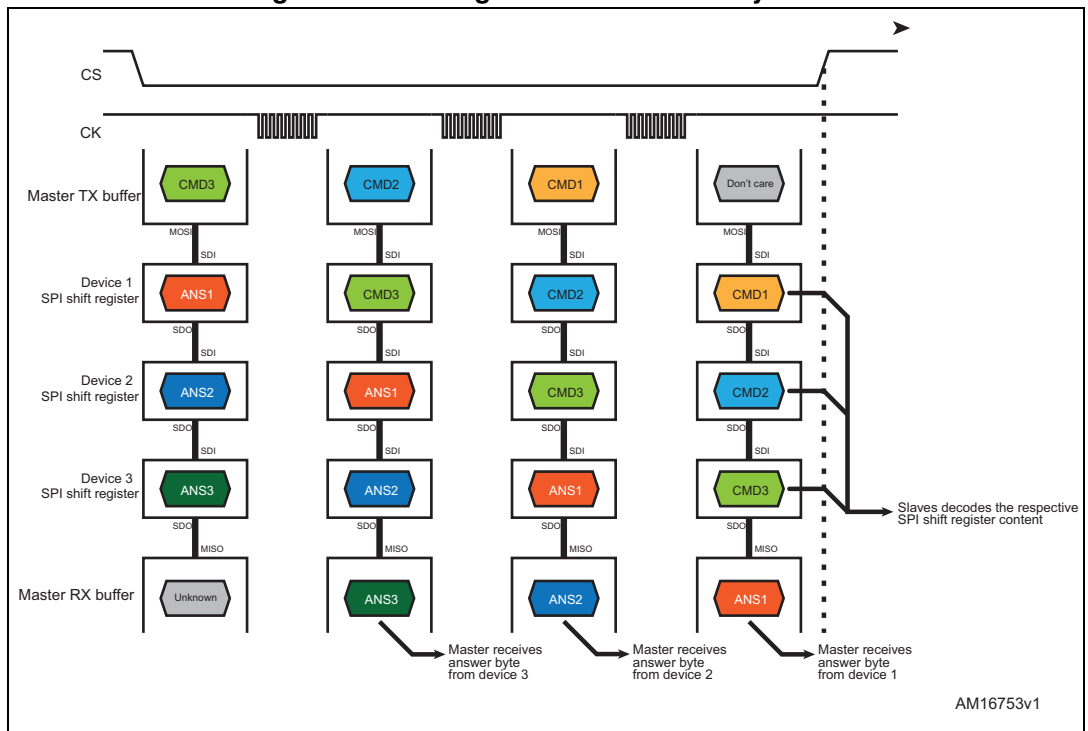 CS
CK
Master TX buffer
CMD3
CMD2
CMD1
Don't care
MOSI
MOSI
MOSI
MOSI
SDI
SDI
SDI
SDI
Device 1
SPI shift register
ANS1
CMD3
CMD2
CMD1
SDO
SDO
SDO
SDO
SDI
SDI
SDI
SDI
Device 2
SPI shift register
ANS2
ANS1
CMD3
CMD2
SDO
SDO
SDO
SDO
SDI
SDI
SDI
SDI
Device 3
SPI shift register
ANS3
ANS2
ANS1
CMD3
Slaves decodes the respective
SPI shift register content
SDO
SDO
SDO
SDO
MISO
MISO
MISO
MISO
Master RX buffer
Unknown
ANS3
ANS2
ANS1
Master receives
answer byte
from device 3
Master receives
answer byte
from device 2
Master receives
answer byte
from device 1
AM16753v1